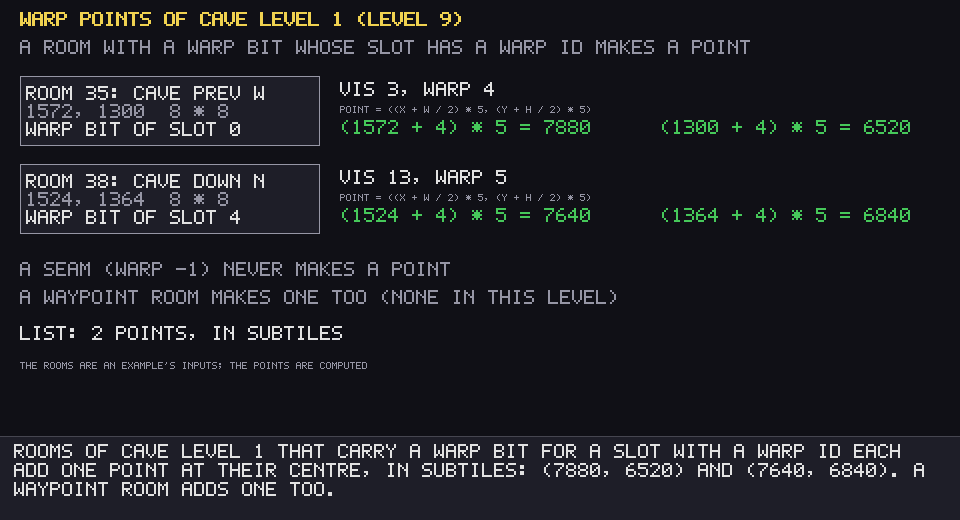 WARP POINTS OF CAVE LEVEL 1 (LEVEL 9)
A ROOM WITH A WARP BIT WHOSE SLOT HAS A WARP ID MAKES A POINT
ROOM 35: CAVE PREV W
1572, 1300  8 * 8
WARP BIT OF SLOT 0
VIS 3, WARP 4
POINT = ((X + W / 2) * 5, (Y + H / 2) * 5)
(1572 + 4) * 5 = 7880
(1300 + 4) * 5 = 6520
ROOM 38: CAVE DOWN N
1524, 1364  8 * 8
WARP BIT OF SLOT 4
VIS 13, WARP 5
POINT = ((X + W / 2) * 5, (Y + H / 2) * 5)
(1524 + 4) * 5 = 7640
(1364 + 4) * 5 = 6840
A SEAM (WARP -1) NEVER MAKES A POINT
A WAYPOINT ROOM MAKES ONE TOO (NONE IN THIS LEVEL)
LIST: 2 POINTS, IN SUBTILES
THE ROOMS ARE AN EXAMPLE'S INPUTS; THE POINTS ARE COMPUTED
ROOMS OF CAVE LEVEL 1 THAT CARRY A WARP BIT FOR A SLOT WITH A WARP ID EACH
ADD ONE POINT AT THEIR CENTRE, IN SUBTILES: (7880, 6520) AND (7640, 6840). A
WAYPOINT ROOM ADDS ONE TOO.